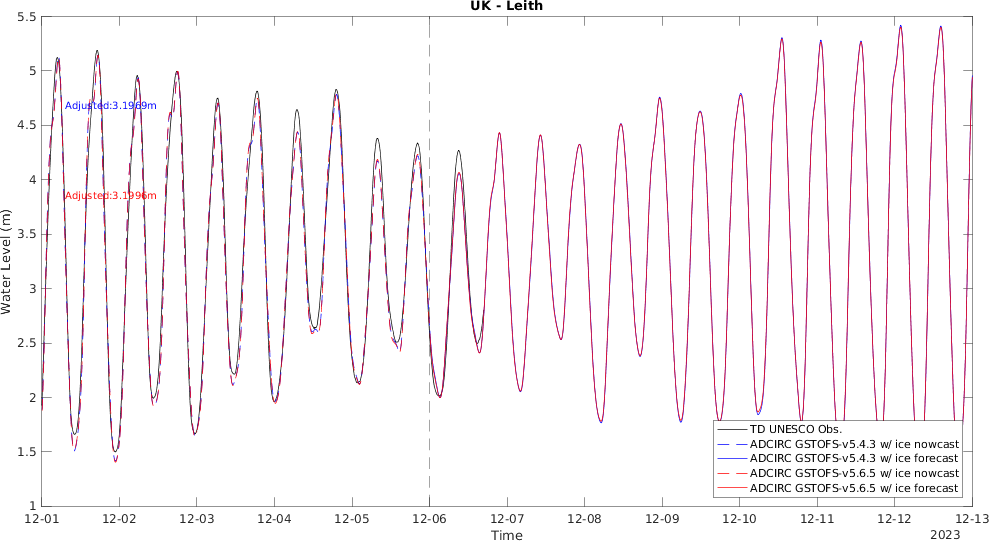 UK - Leith
5.5
5
4.5
4
3.5
3
2.5
2
1.5
1
Water Level (m)
Adjusted:3.1969m
Adjusted:3.1996m
TD UNESCO Obs.
ADCIRC GSTOFS-v5.4.3 w/ ice nowcast
ADCIRC GSTOFS-v5.4.3 w/ ice forecast
ADCIRC GSTOFS-v5.6.5 w/ ice nowcast
ADCIRC GSTOFS-v5.6.5 w/ ice forecast
12-01 12-02 12-03 12-04 12-05 12-06 12-07 12-08 12-09 12-10 12-11 12-12 12-13
Time
2023